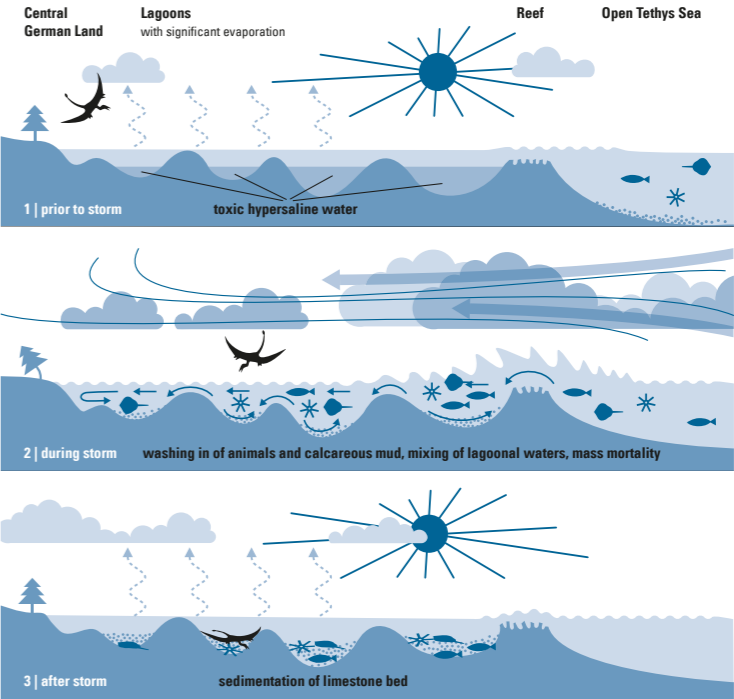 Central
German Land
Lagoons
with significant evaporation
Reef
Open Tethys Sea
1 | prior to storm
toxic hypersaline water
2 | during storm
washing in of animals and calcareous mud, mixing of lagoonal waters, mass mortality
3 | after storm
sedimentation of limestone bed